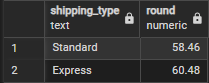 shipping_type text round numeric
1 Standard 58.46
2 Express 60.48